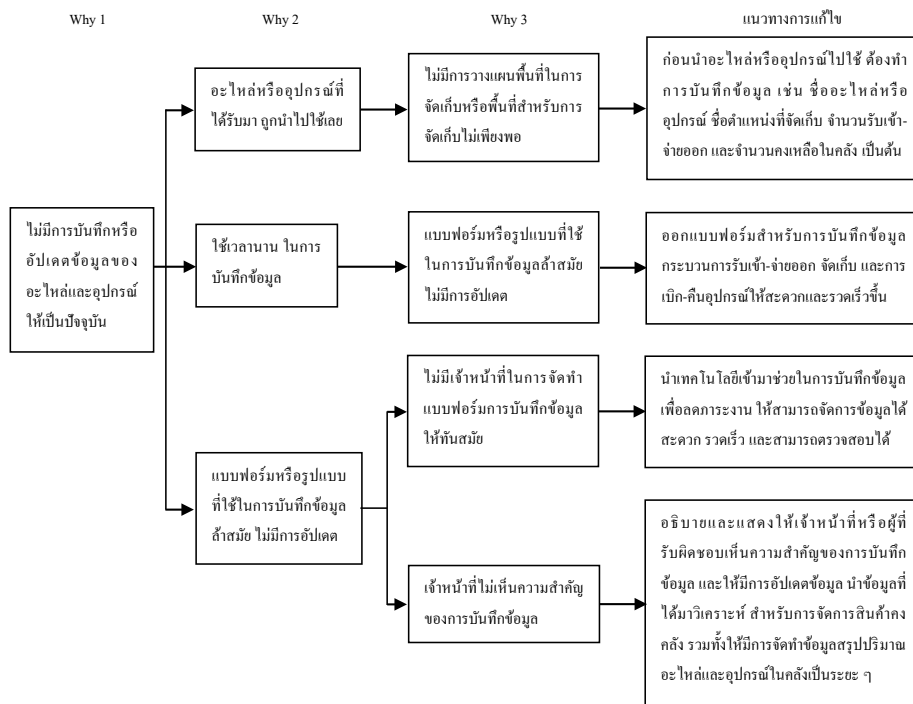 Why 1
Why 2
Why 3
แนวทางการแก้ไข
ไม่มีการบันทึกหรือ
อัปเดตข้อมูลของ
อะไหล่และอุปกรณ์
ให้เป็นปัจจุบัน
อะไหล่หรืออุปกรณ์ที่
ได้รับมา ถูกนำไปใช้เลย
ไม่มีการวางแผนพื้นที่ในการ
จัดเก็บหรือพื้นที่สำหรับการ
จัดเก็บไม่เพียงพอ
ก่อนนำอะไหล่หรืออุปกรณ์ไปใช้ ต้องทำ
การบันทึกข้อมูล เช่น ชื่ออะไหล่หรือ
อุปกรณ์ ชื่อตำแหน่งที่จัดเก็บ จำนวนรับเข้า-
จ่ายออก และจำนวนคงเหลือในคลัง เป็นต้น
ใช้เวลานาน ในการ
บันทึกข้อมูล
แบบฟอร์มหรือรูปแบบที่ใช้
ในการบันทึกข้อมูลล้าสมัย
ไม่มีการอัปเดต
ออกแบบฟอร์มสำหรับการบันทึกข้อมูล
กระบวนการรับเข้า-จ่ายออก จัดเก็บ และการ
เบิก-คืนอุปกรณ์ให้สะดวกและรวดเร็วขึ้น
แบบฟอร์มหรือรูปแบบ
ที่ใช้ในการบันทึกข้อมูล
ล้าสมัย ไม่มีการอัปเดต
ไม่มีเจ้าหน้าที่ในการจัดทำ
แบบฟอร์มการบันทึกข้อมูล
ให้ทันสมัย
นำเทคโนโลยีเข้ามาช่วยในการบันทึกข้อมูล
เพื่อลดภาระงาน ให้สามารถจัดการข้อมูลได้
สะดวก รวดเร็ว และสามารถตรวจสอบได้
เจ้าหน้าที่ไม่เห็นความสำคัญ
ของการบันทึกข้อมูล
อธิบายและแสดงให้เจ้าหน้าที่หรือผู้ที่
รับผิดชอบเห็นความสำคัญของการบันทึก
ข้อมูล และให้มีการอัปเดตข้อมูล นำข้อมูลที่
ได้มาวิเคราะห์ สำหรับการจัดการสินค้าคง
คลัง รวมทั้งให้มีการจัดทำข้อมูลสรุปปริมาณ
อะไหล่และอุปกรณ์ในคลังเป็นระยะ ๆ